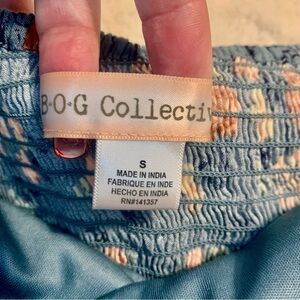 B·O·G Collectiv
S
MADE IN INDIA
FABRIQUE EN INDE
HECHO EN INDIA
RN#141357